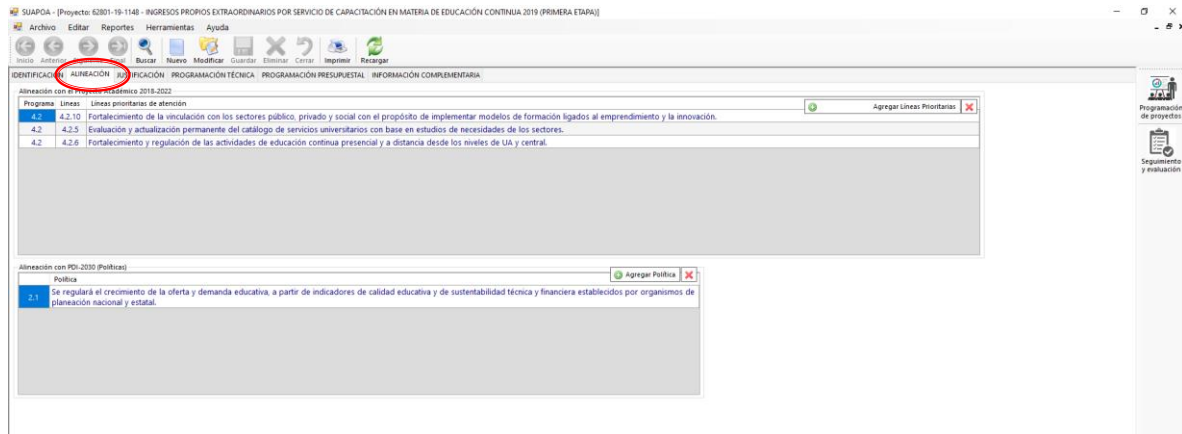 SUAPOA - [Proyecto: 62801-19-1148 - INGRESOS PROPIOS EXTRAORDINARIOS POR SERVICIO DE CAPACITACIÓN EN MATERIA DE EDUCACIÓN CONTINUA 2019 (PRIMERA ETAPA)]
Archivo Editar Reportes Herramientas Ayuda
Inicio Buscar Nuevo Modificar Guardar Eliminar Cerrar Imprimir Recargar
IDENTIFICACIÓN ALINEACIÓN JUSTIFICACIÓN PROGRAMACIÓN TÉCNICA PROGRAMACIÓN PRESUPUESTAL INFORMACIÓN COMPLEMENTARIA
Alineación con el Proyecto Académico 2018-2022
Programa Lineas Lineas prioritarias de atención
Agregar Lineas Prioritarias
4.2 4.2.10 Fortalecimiento de la vinculación con los sectores público, privado y social con el propósito de implementar modelos de formación ligados al emprendimiento y la innovación.
4.2 4.2.5 Evaluación y actualización permanente del catálogo de servicios universitarios con base en estudios de necesidades de los sectores.
4.2 4.2.6 Fortalecimiento y regulación de las actividades de educación continua presencial y a distancia desde los niveles de UA y central.
Programación
de proyectos
Seguimiento
y evaluación
Alineación con PDI-2030 (Políticas)
Política
Agregar Política
2.1 Se regulará el crecimiento de la oferta y demanda educativa, a partir de indicadores de calidad educativa y de sustentabilidad técnica y financiera establecidos por organismos de
planeación nacional y estatal.